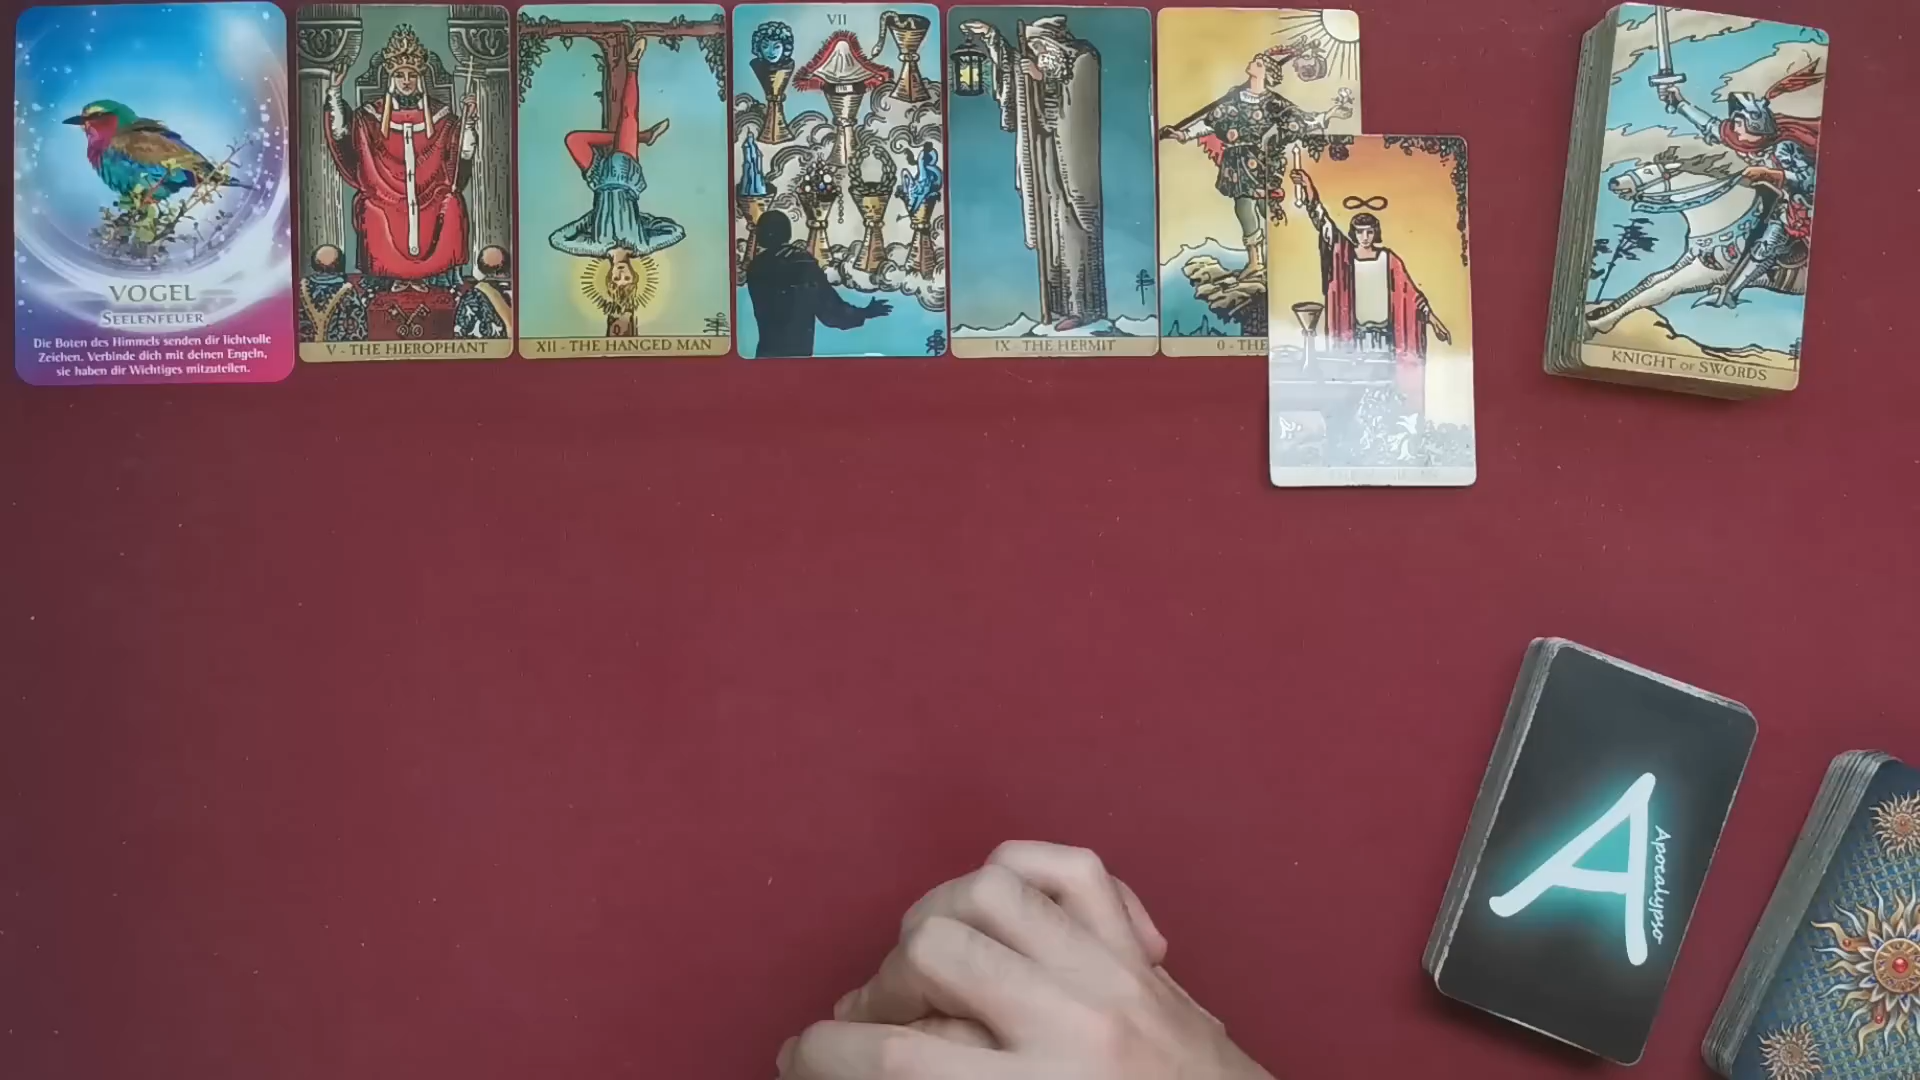 VOGEL
SEELENFEUER
Die Boten des Himmels senden dir lichtvolle
Zeichen. Verbinde dich mit deinen Engeln,
sie haben dir Wichtiges mitzuteilen.
V - THE HIEROPHANT
XII - THE HANGED MAN
VII
IX - THE HERMIT
0 - THE
KNIGHT OF SWORDS
A
Apocalypso